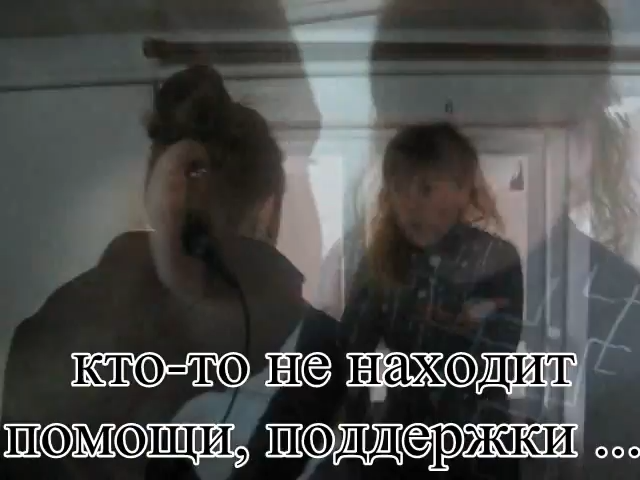 кто-то не находит
помощи, поддержки ...